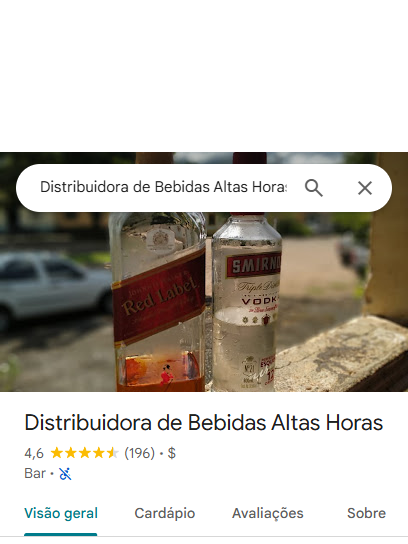 Distribuidora de Bebidas Altas Horas
Red Label
SMIRNO
Triple Distilled
VODKA
Distribuidora de Bebidas Altas Horas
4,6 (196) • $
Bar •
Visão geral
Cardápio
Avaliações
Sobre